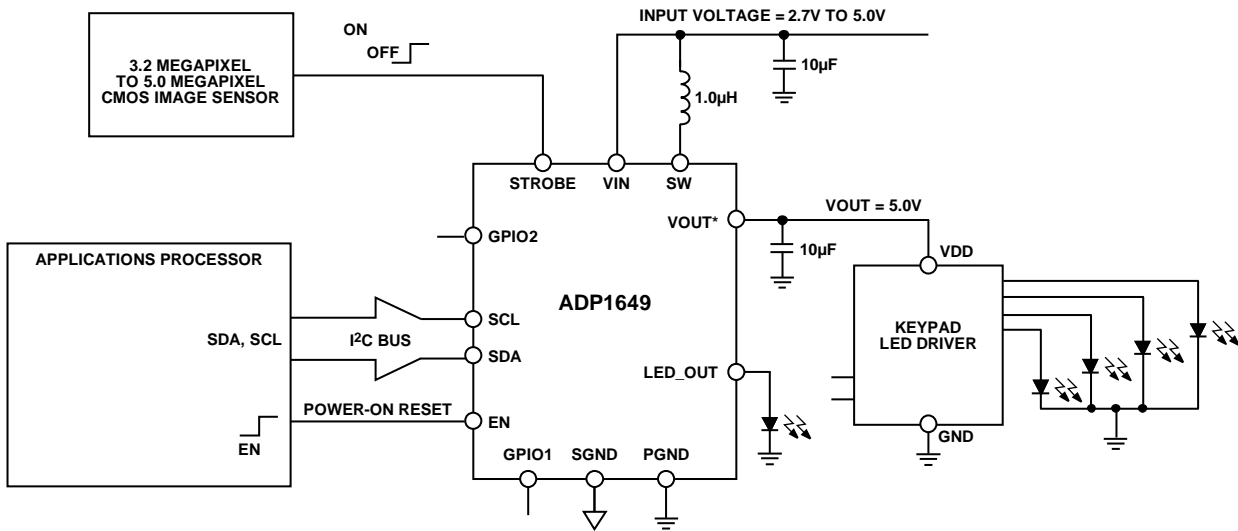 INPUT VOLTAGE = 2.7V TO 5.0V
ON
OFF
3.2 MEGAPIXEL
TO 5.0 MEGAPIXEL
CMOS IMAGE SENSOR
10µF
1.0µH
STROBE
VIN
SW
VOUT*
VOUT = 5.0V
10µF
VDD
GPIO2
APPLICATIONS PROCESSOR
ADP1649
SCL
SDA, SCL
I²C BUS
SDA
KEYPAD
LED DRIVER
LED_OUT
POWER-ON RESET
EN
EN
GND
GPIO1
SGND
PGND